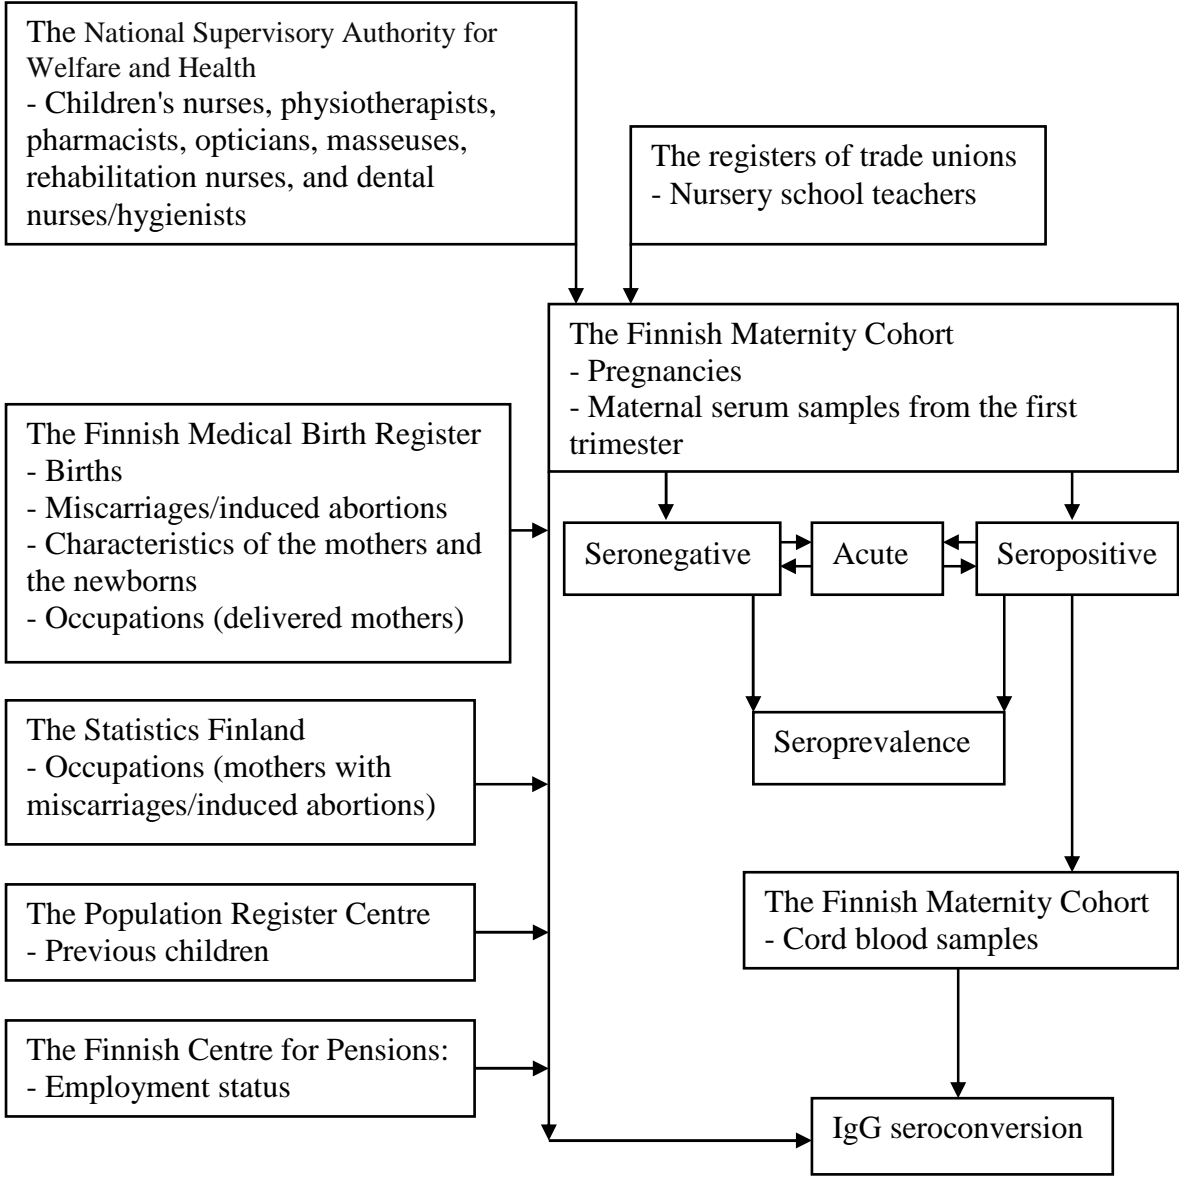 The National Supervisory Authority for
Welfare and Health
- Children's nurses, physiotherapists,
pharmacists, opticians, masseuses,
rehabilitation nurses, and dental
nurses/hygienists
The registers of trade unions
- Nursery school teachers
The Finnish Maternity Cohort
- Pregnancies
- Maternal serum samples from the first
trimester
The Finnish Medical Birth Register
- Births
- Miscarriages/induced abortions
- Characteristics of the mothers and
the newborns
- Occupations (delivered mothers)
Seronegative
Acute
Seropositive
Seroprevalence
The Statistics Finland
- Occupations (mothers with
miscarriages/induced abortions)
The Population Register Centre
- Previous children
The Finnish Maternity Cohort
- Cord blood samples
The Finnish Centre for Pensions:
- Employment status
IgG seroconversion